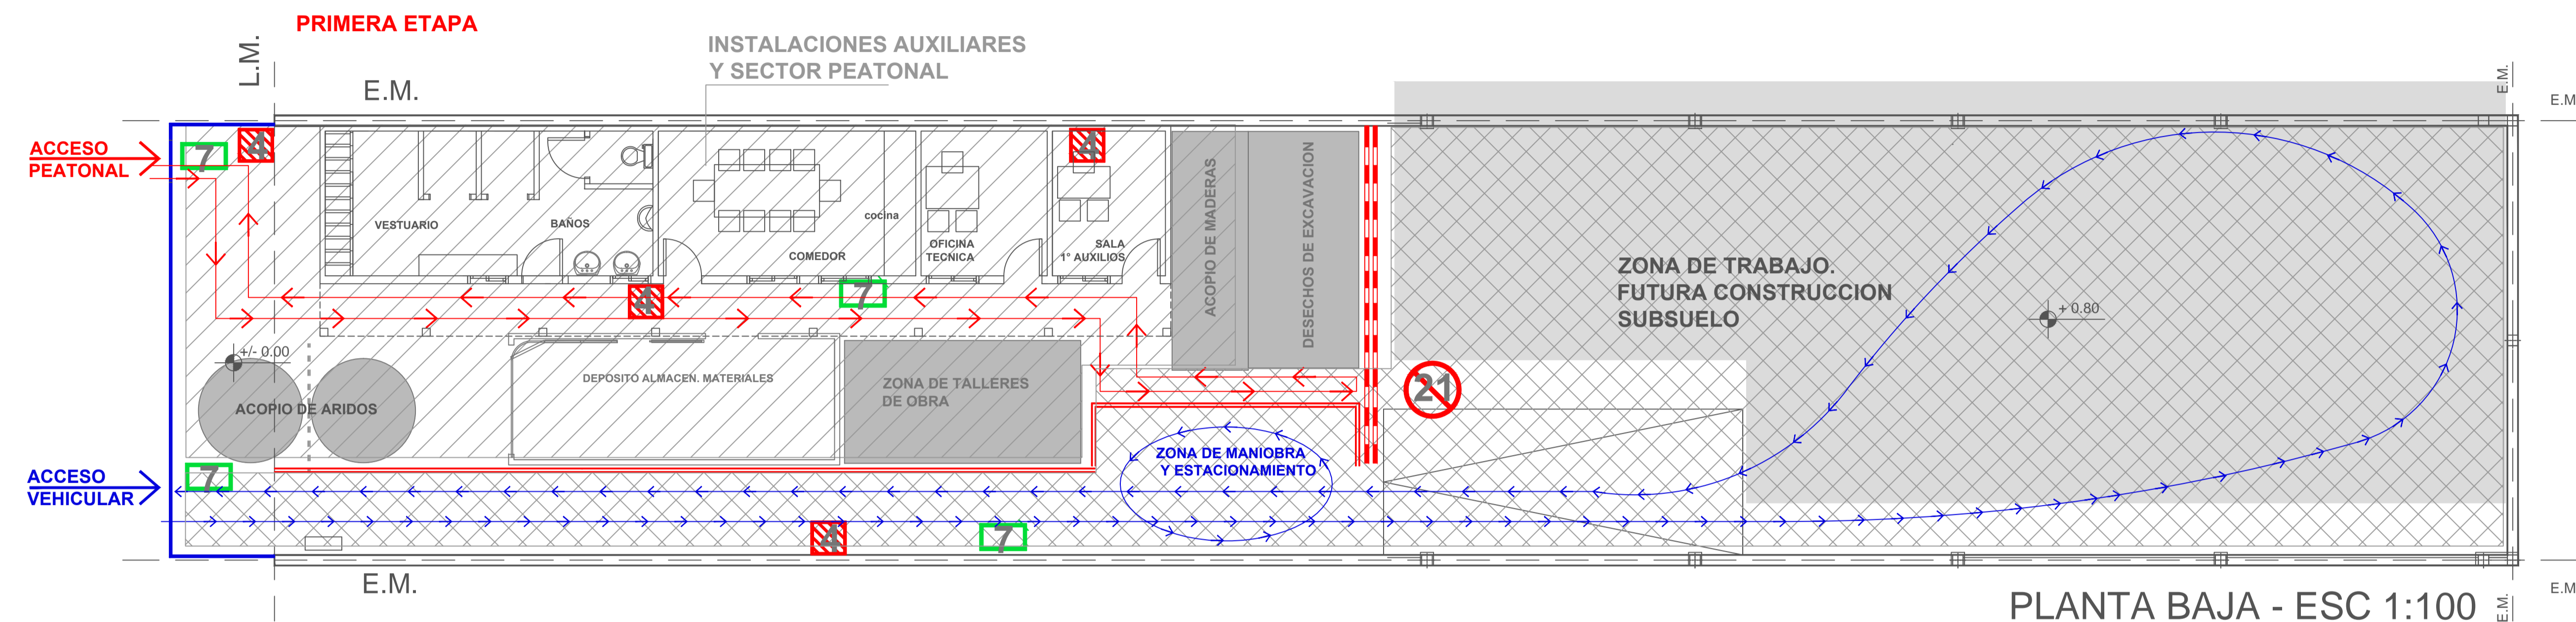 PRIMERA ETAPA
L.M.
E.M.
INSTALACIONES AUXILIARES
Y SECTOR PEATONAL
E.M.
E.M
ACCESO
PEATONAL
7
4
4
VESTUARIO
BAÑOS
cocina
COMEDOR
OFICINA
TECNICA
SALA
1° AUXILIOS
ACOPIO DE MADERAS
DESECHOS DE EXCAVACION
4
7
ZONA DE TRABAJO.
FUTURA CONSTRUCCION
SUBSUELO
+ 0.80
+/- 0.00
ACOPIO DE ARIDOS
DEPOSITO ALMACEN. MATERIALES
ZONA DE TALLERES
DE OBRA
21
ZONA DE MANIOBRA
Y ESTACIONAMIENTO
ACCESO
VEHICULAR
7
4
7
E.M.
PLANTA BAJA - ESC 1:100
E.M.
E.M